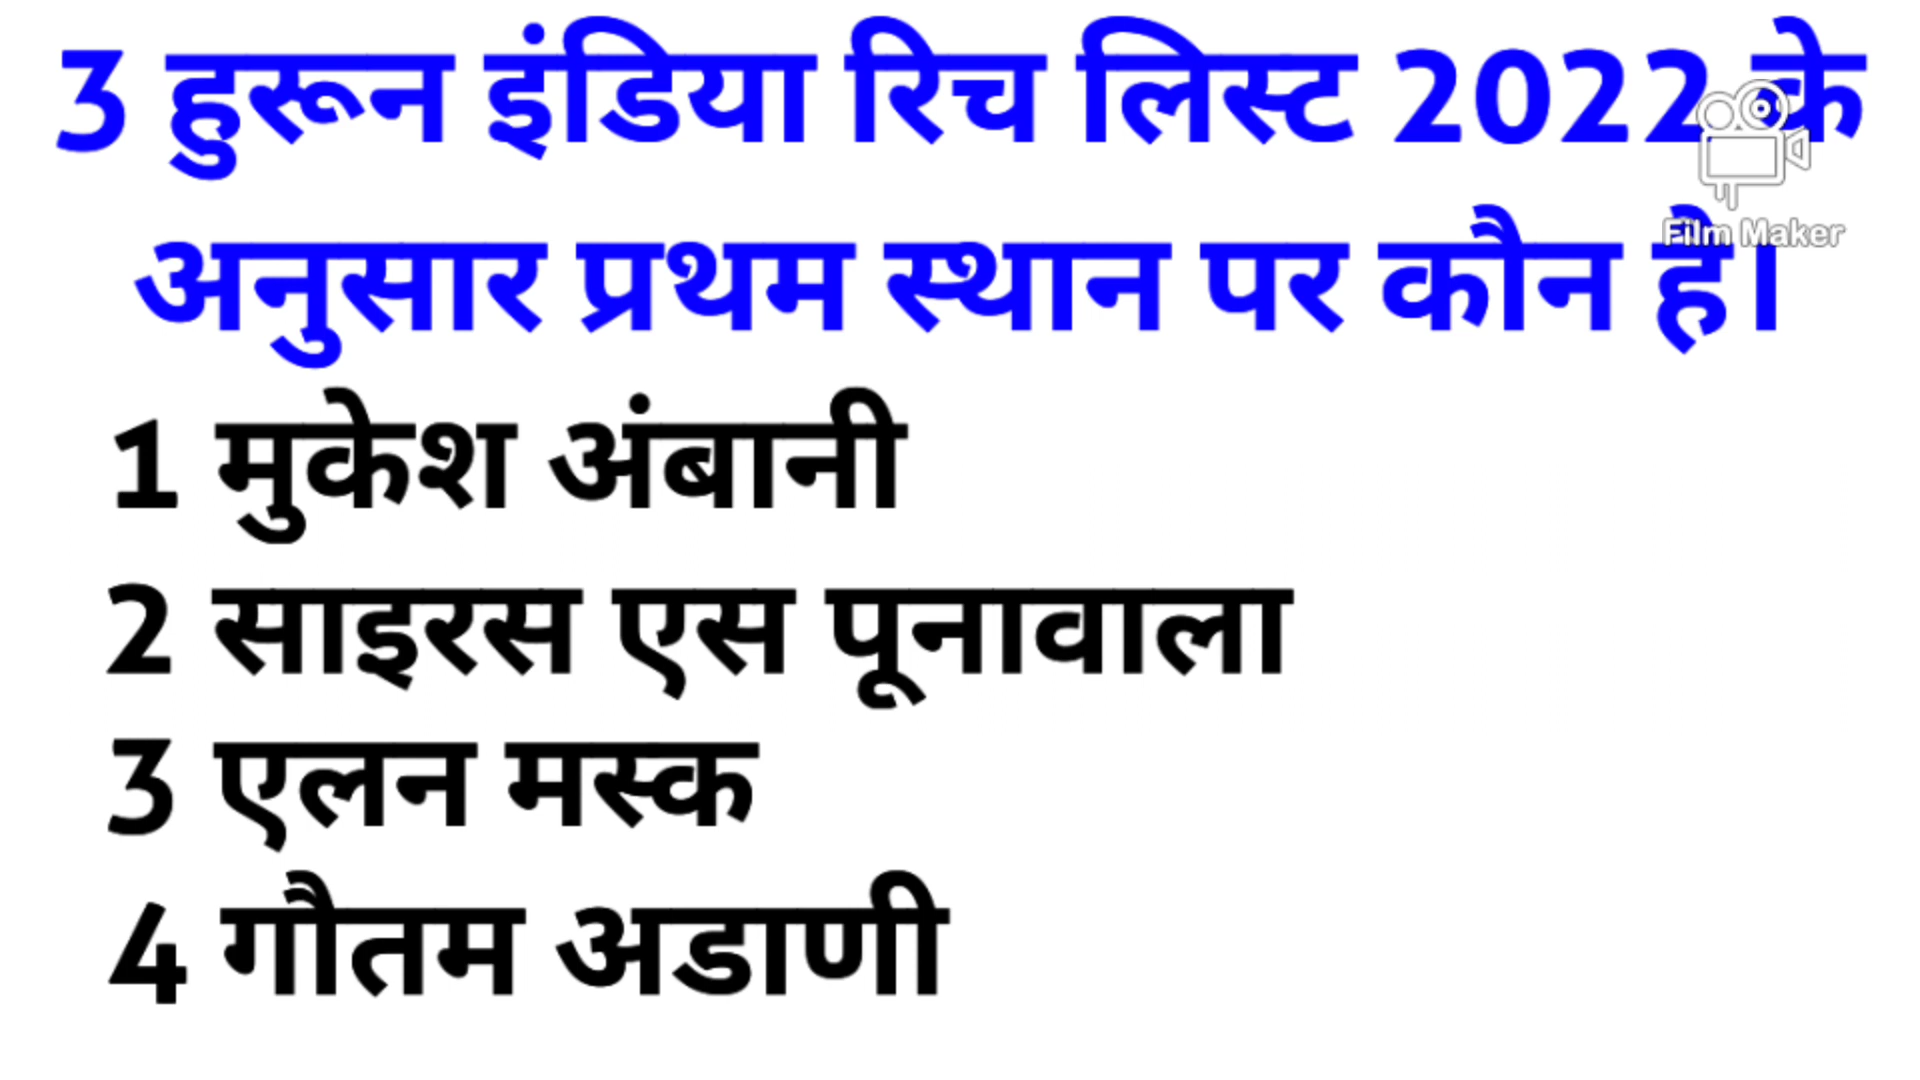 3 हुरून इंडिया रिच लिस्ट 2022 के
Film Maker
अनुसार प्रथम स्थान पर कौन है।
1 मुकेश अंबानी
2 साइरस एस पूनावाला
3 एलन मस्क
4 गौतम अडाणी